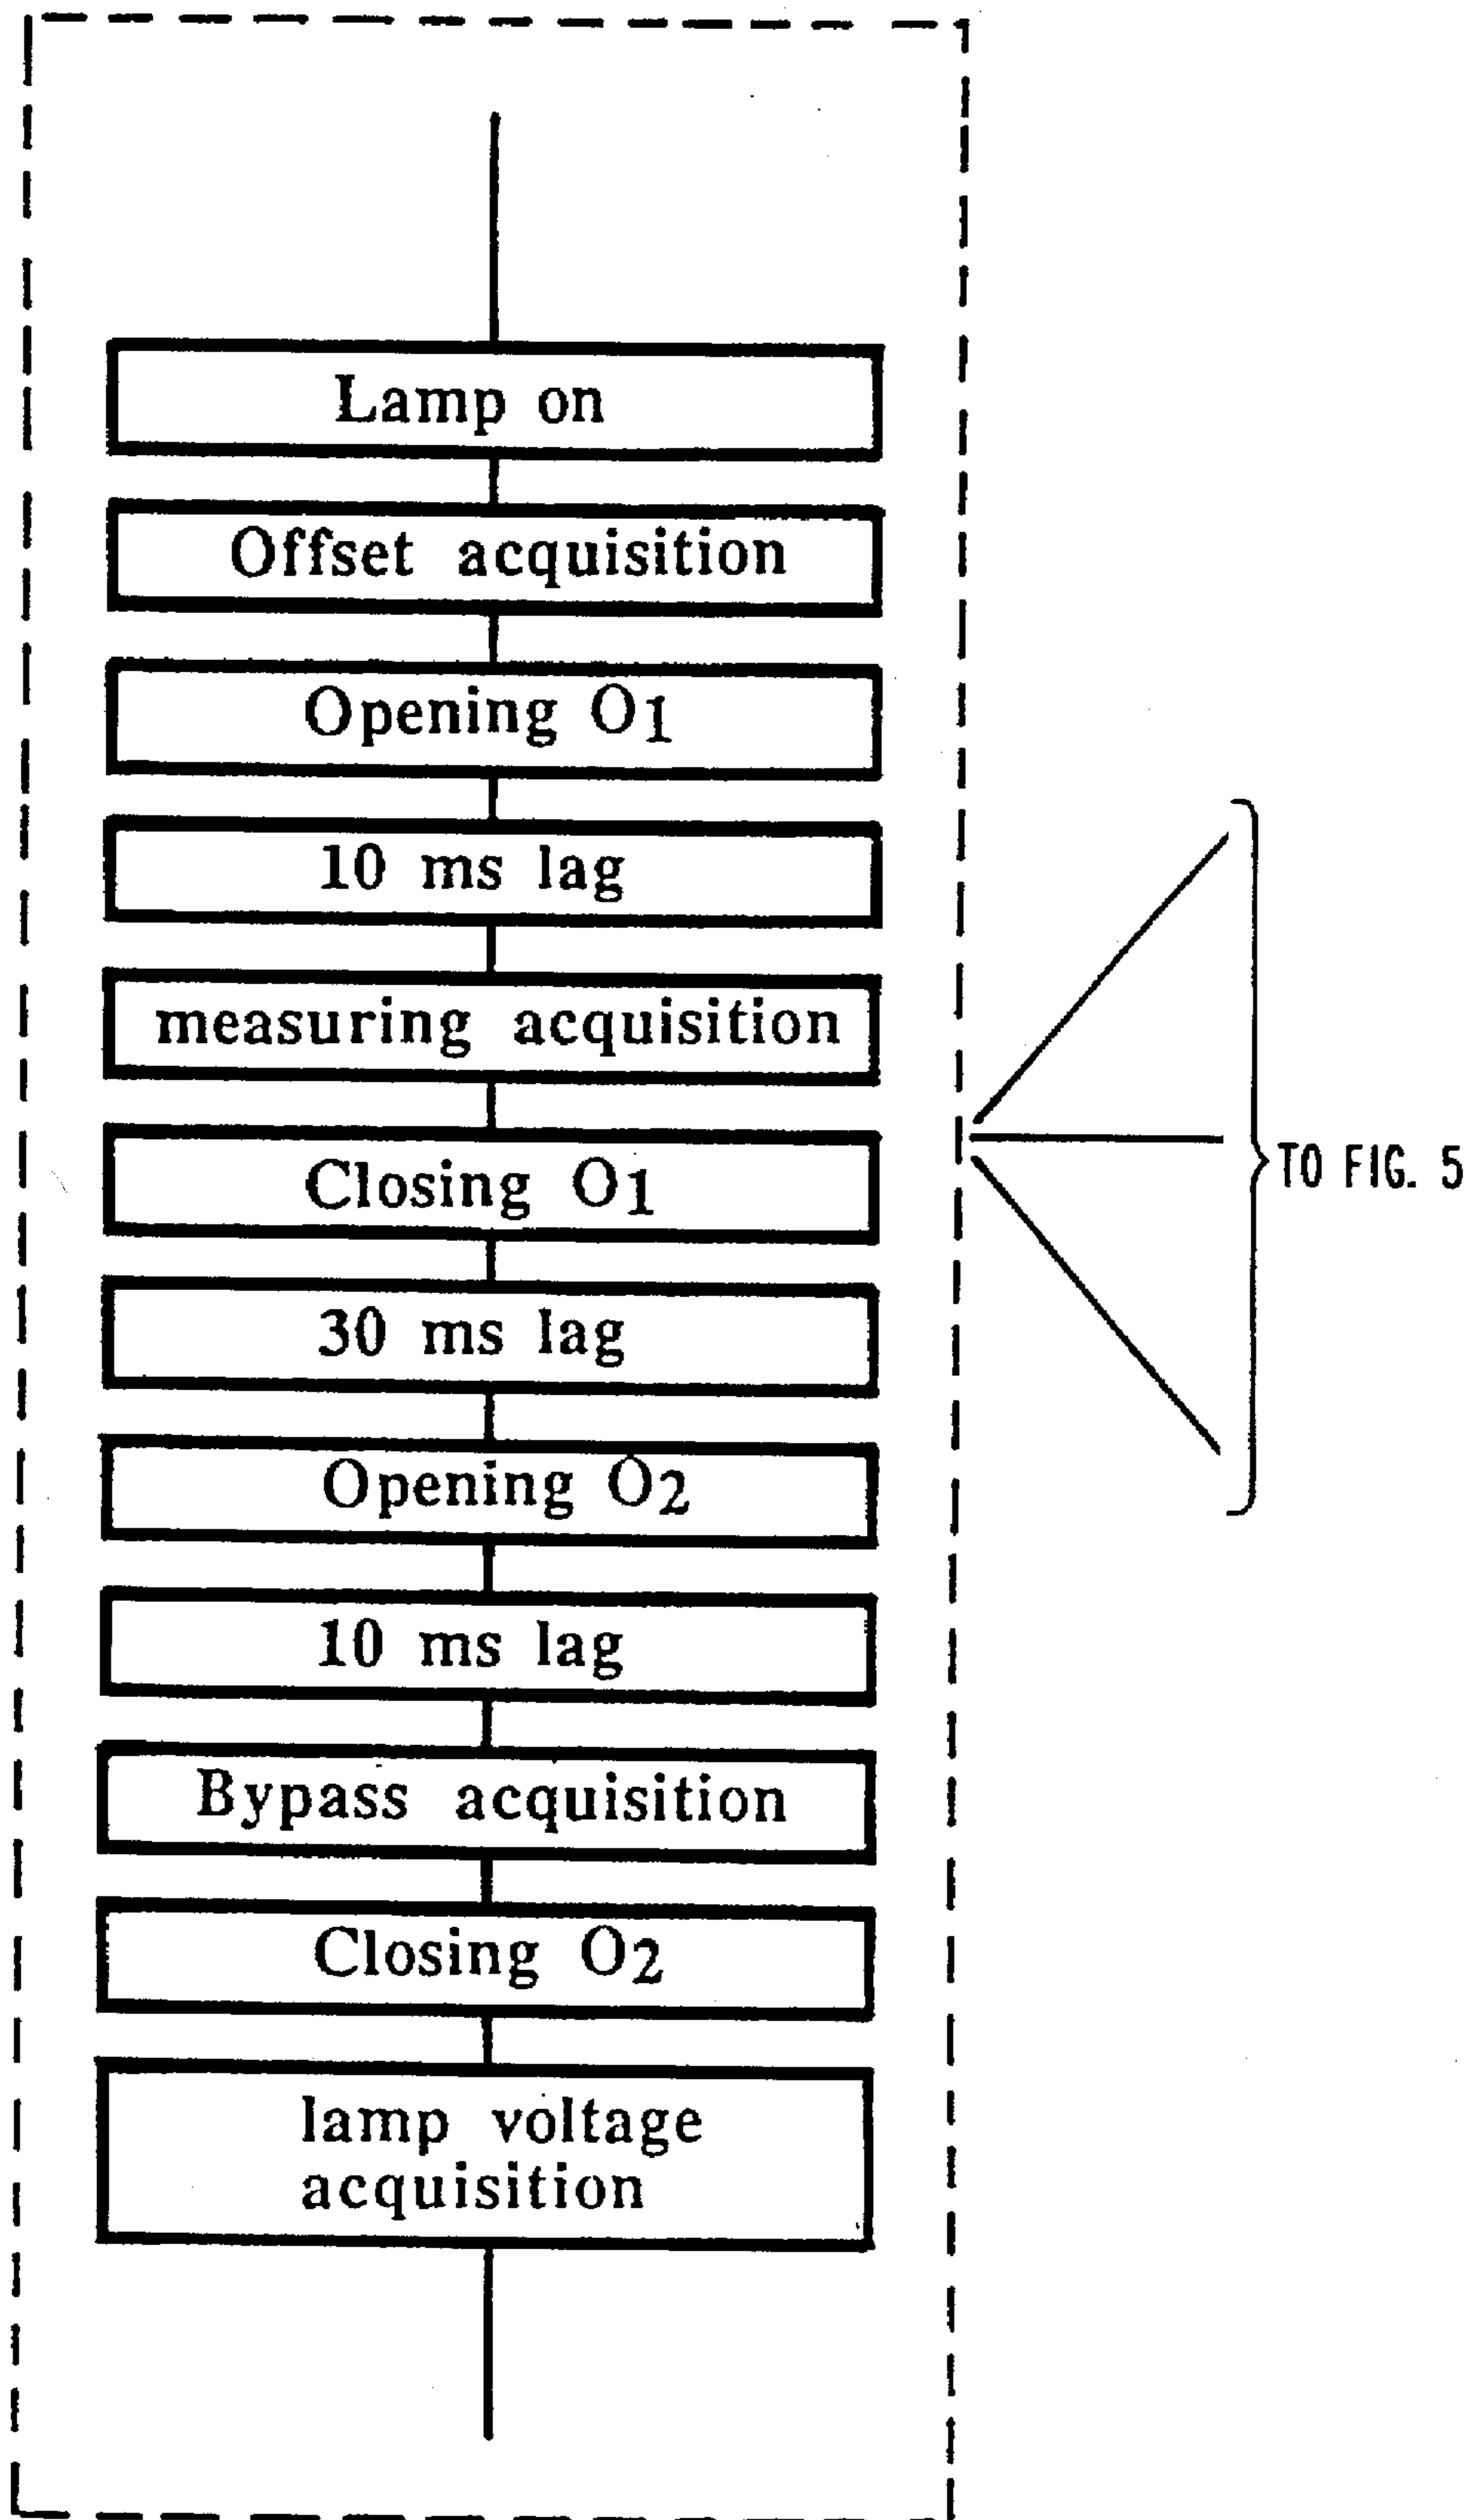 Lamp on
Offset acquisition
Opening O1
10 ms lag
measuring acquisition
Closing O1
TO FIG. 5
30 ms lag
Opening O2
10 ms lag
Bypass acquisition
Closing O2
lamp voltage
acquisition